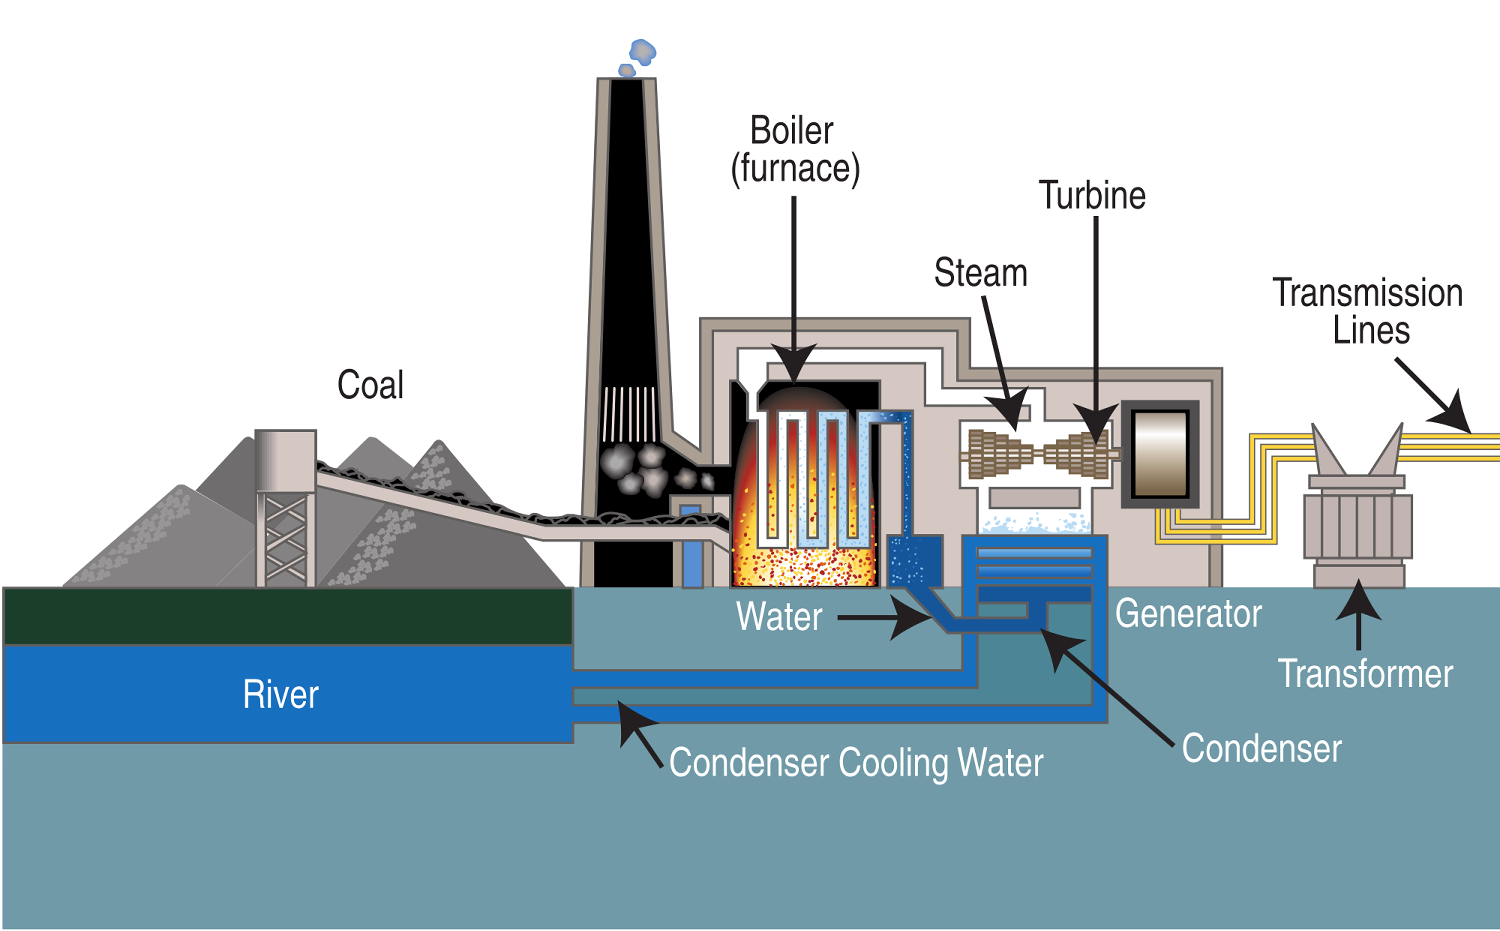 Boiler
(furnace)
Turbine
Steam
Transmission
Lines
Coal
Water
Generator
Transformer
River
Condenser
Condenser Cooling Water